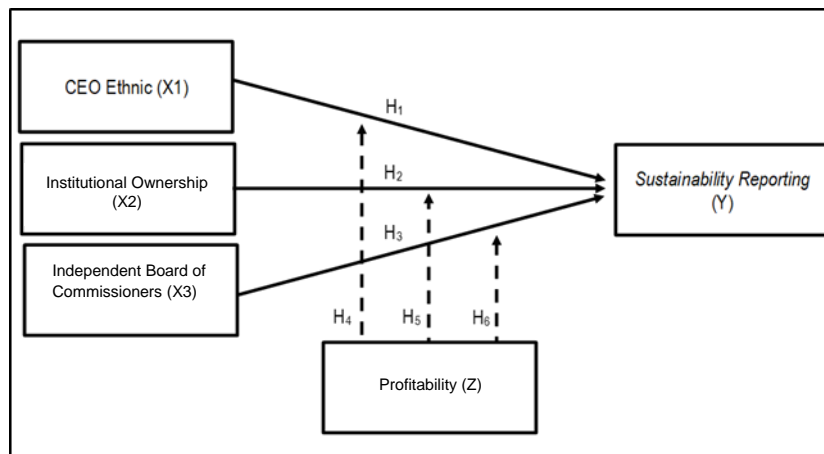 CEO Ethnic (X1)
H₁
Institutional Ownership
(X2)
H₂
Sustainability Reporting
(Y)
H₃
Independent Board of
Commissioners (X3)
H₄
H₅
H₆
Profitability (Z)